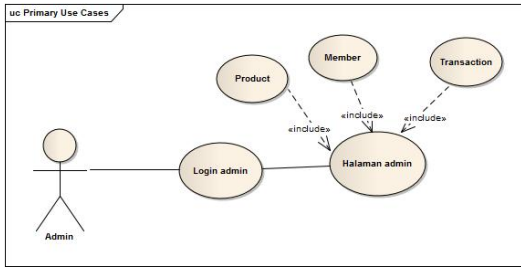 uc Primary Use Cases
Product
Member
Transaction
«include»
«include»
«include»
Login admin
Halaman admin
Admin